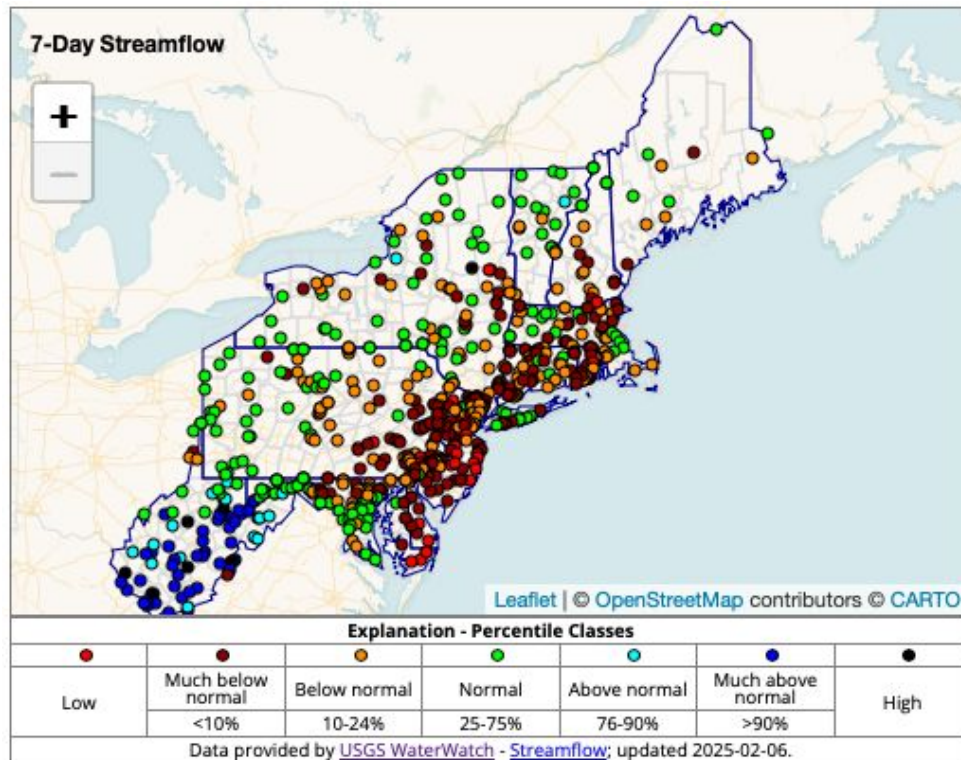 7-Day Streamflow
+
−
Leaflet | © OpenStreetMap contributors © CARTO
Explanation - Percentile Classes
Low
Much below normal
Below normal
Normal
Above normal
Much above normal
High
<10%
10-24%
25-75%
76-90%
>90%
Data provided by USGS WaterWatch - Streamflow; updated 2025-02-06.